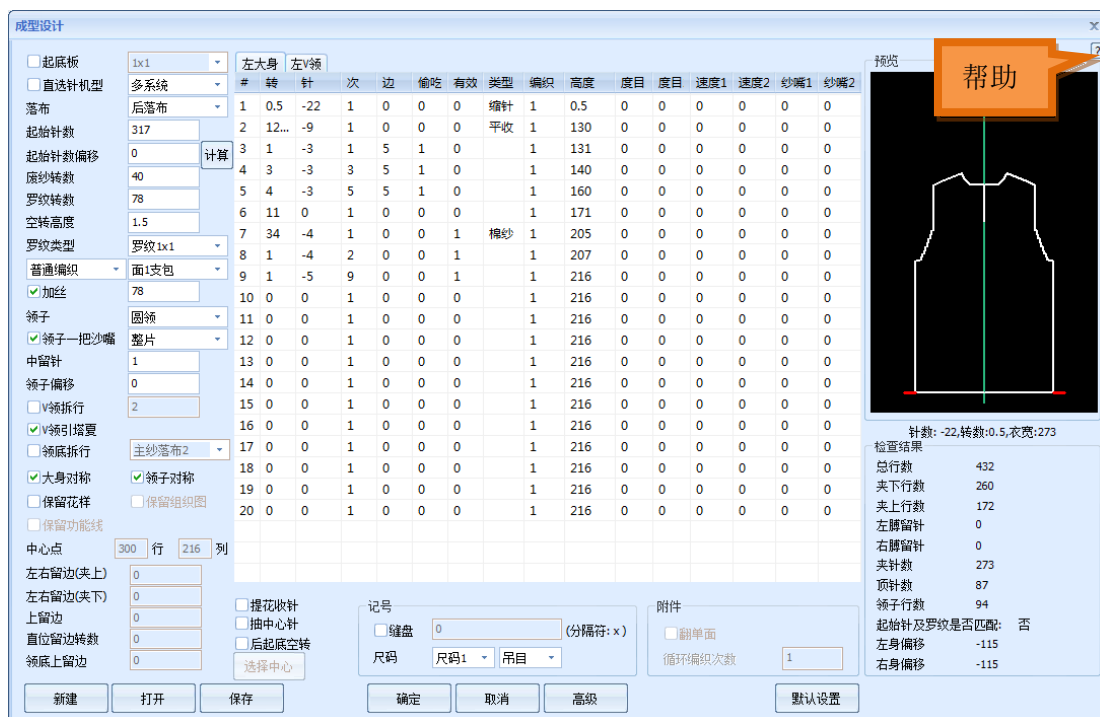 成型设计 x
起底板 1x1
直选针机型 多系统
落布 后落布
起始针数 317
起始针数偏移 0 计算
废纱转数 40
罗纹转数 78
空转高度 1.5
罗纹类型 罗纹1x1
普通编织 面1支包
加丝 78
领子 圆领
领子一把沙嘴 整片
中留针 1
领子偏移 0
V领拆行 2
V领引塔夏
领底拆行 主纱落布2
大身对称 领子对称
保留花样 保留组织图
保留功能线
中心点 300 行 216 列
左右留边(夹上) 0
左右留边(夹下) 0
上留边 0
直位留边转数 0
领底上留边 0
左大身 左V领
# 转 针 次 边 偷吃 有效 类型 编织 高度 度目 度目 速度1 速度2 纱嘴1 纱嘴2
1 0.5 -22 1 0 0 0 缩针 1 0.5 0 0 0 0 0 0
2 12... -9 1 0 0 0 平收 1 130 0 0 0 0 0 0
3 1 -3 1 5 1 0 1 131 0 0 0 0 0 0
4 3 -3 3 5 1 0 1 140 0 0 0 0 0 0
5 4 -3 5 5 1 0 1 160 0 0 0 0 0 0
6 11 0 1 0 0 0 1 171 0 0 0 0 0 0
7 34 -4 1 0 0 1 棉纱 1 205 0 0 0 0 0 0
8 1 -4 2 0 0 1 1 207 0 0 0 0 0 0
9 1 -5 9 0 0 1 1 216 0 0 0 0 0 0
10 0 0 1 0 0 0 1 216 0 0 0 0 0 0
11 0 0 1 0 0 0 1 216 0 0 0 0 0 0
12 0 0 1 0 0 0 1 216 0 0 0 0 0 0
13 0 0 1 0 0 0 1 216 0 0 0 0 0 0
14 0 0 1 0 0 0 1 216 0 0 0 0 0 0
15 0 0 1 0 0 0 1 216 0 0 0 0 0 0
16 0 0 1 0 0 0 1 216 0 0 0 0 0 0
17 0 0 1 0 0 0 1 216 0 0 0 0 0 0
18 0 0 1 0 0 0 1 216 0 0 0 0 0 0
19 0 0 1 0 0 0 1 216 0 0 0 0 0 0
20 0 0 1 0 0 0 1 216 0 0 0 0 0 0
提花收针
抽中心针
后起底空转
选择中心
记号
缝盘 0 (分隔符: x )
尺码 尺码1 吊目
附件
翻单面
循环编织次数 1
预览
帮助
?
针数: -22,转数:0.5,衣宽:273
检查结果
总行数 432
夹下行数 260
夹上行数 172
左膊留针 0
右膊留针 0
夹针数 273
顶针数 87
领子行数 94
起始针及罗纹是否匹配: 否
左身偏移 -115
右身偏移 -115
新建 打开 保存 确定 取消 高级 默认设置